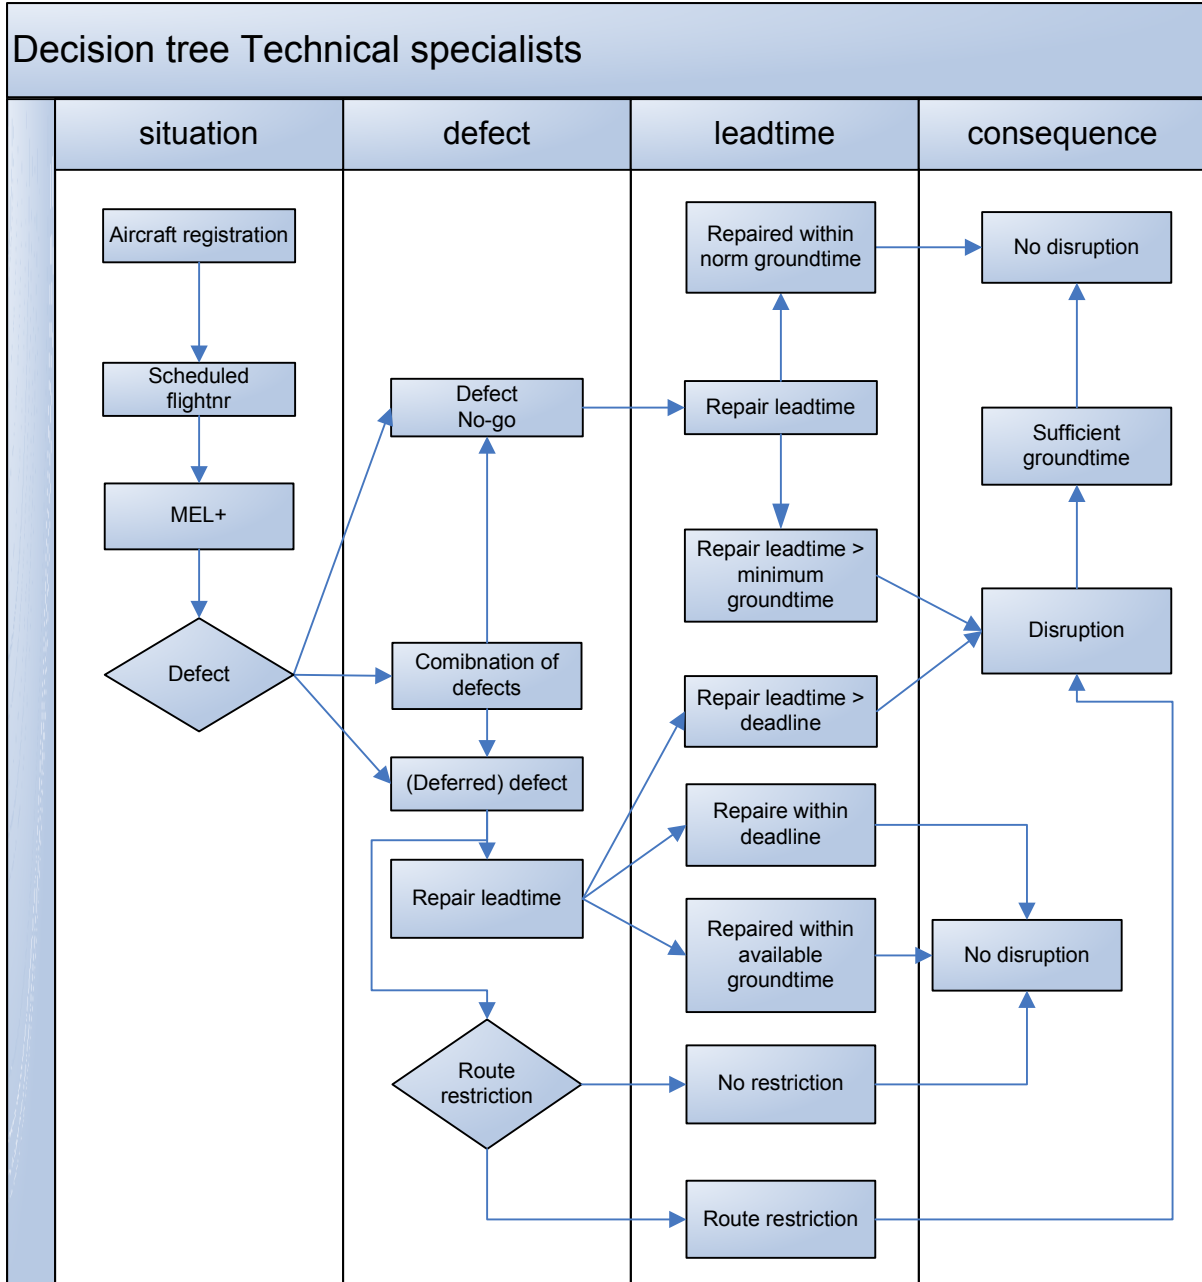 Decision tree Technical specialists
situation
defect
leadtime
consequence
Aircraft registration
Scheduled
flightnr
MEL+
Defect
Defect
No-go
Comibnation of
defects
(Deferred) defect
Repair leadtime
Route
restriction
Repaired within
norm groundtime
Repair leadtime
Repair leadtime >
minimum
groundtime
Repair leadtime >
deadline
Repaire within
deadline
Repaired within
available
groundtime
No restriction
Route restriction
No disruption
Sufficient
groundtime
Disruption
No disruption